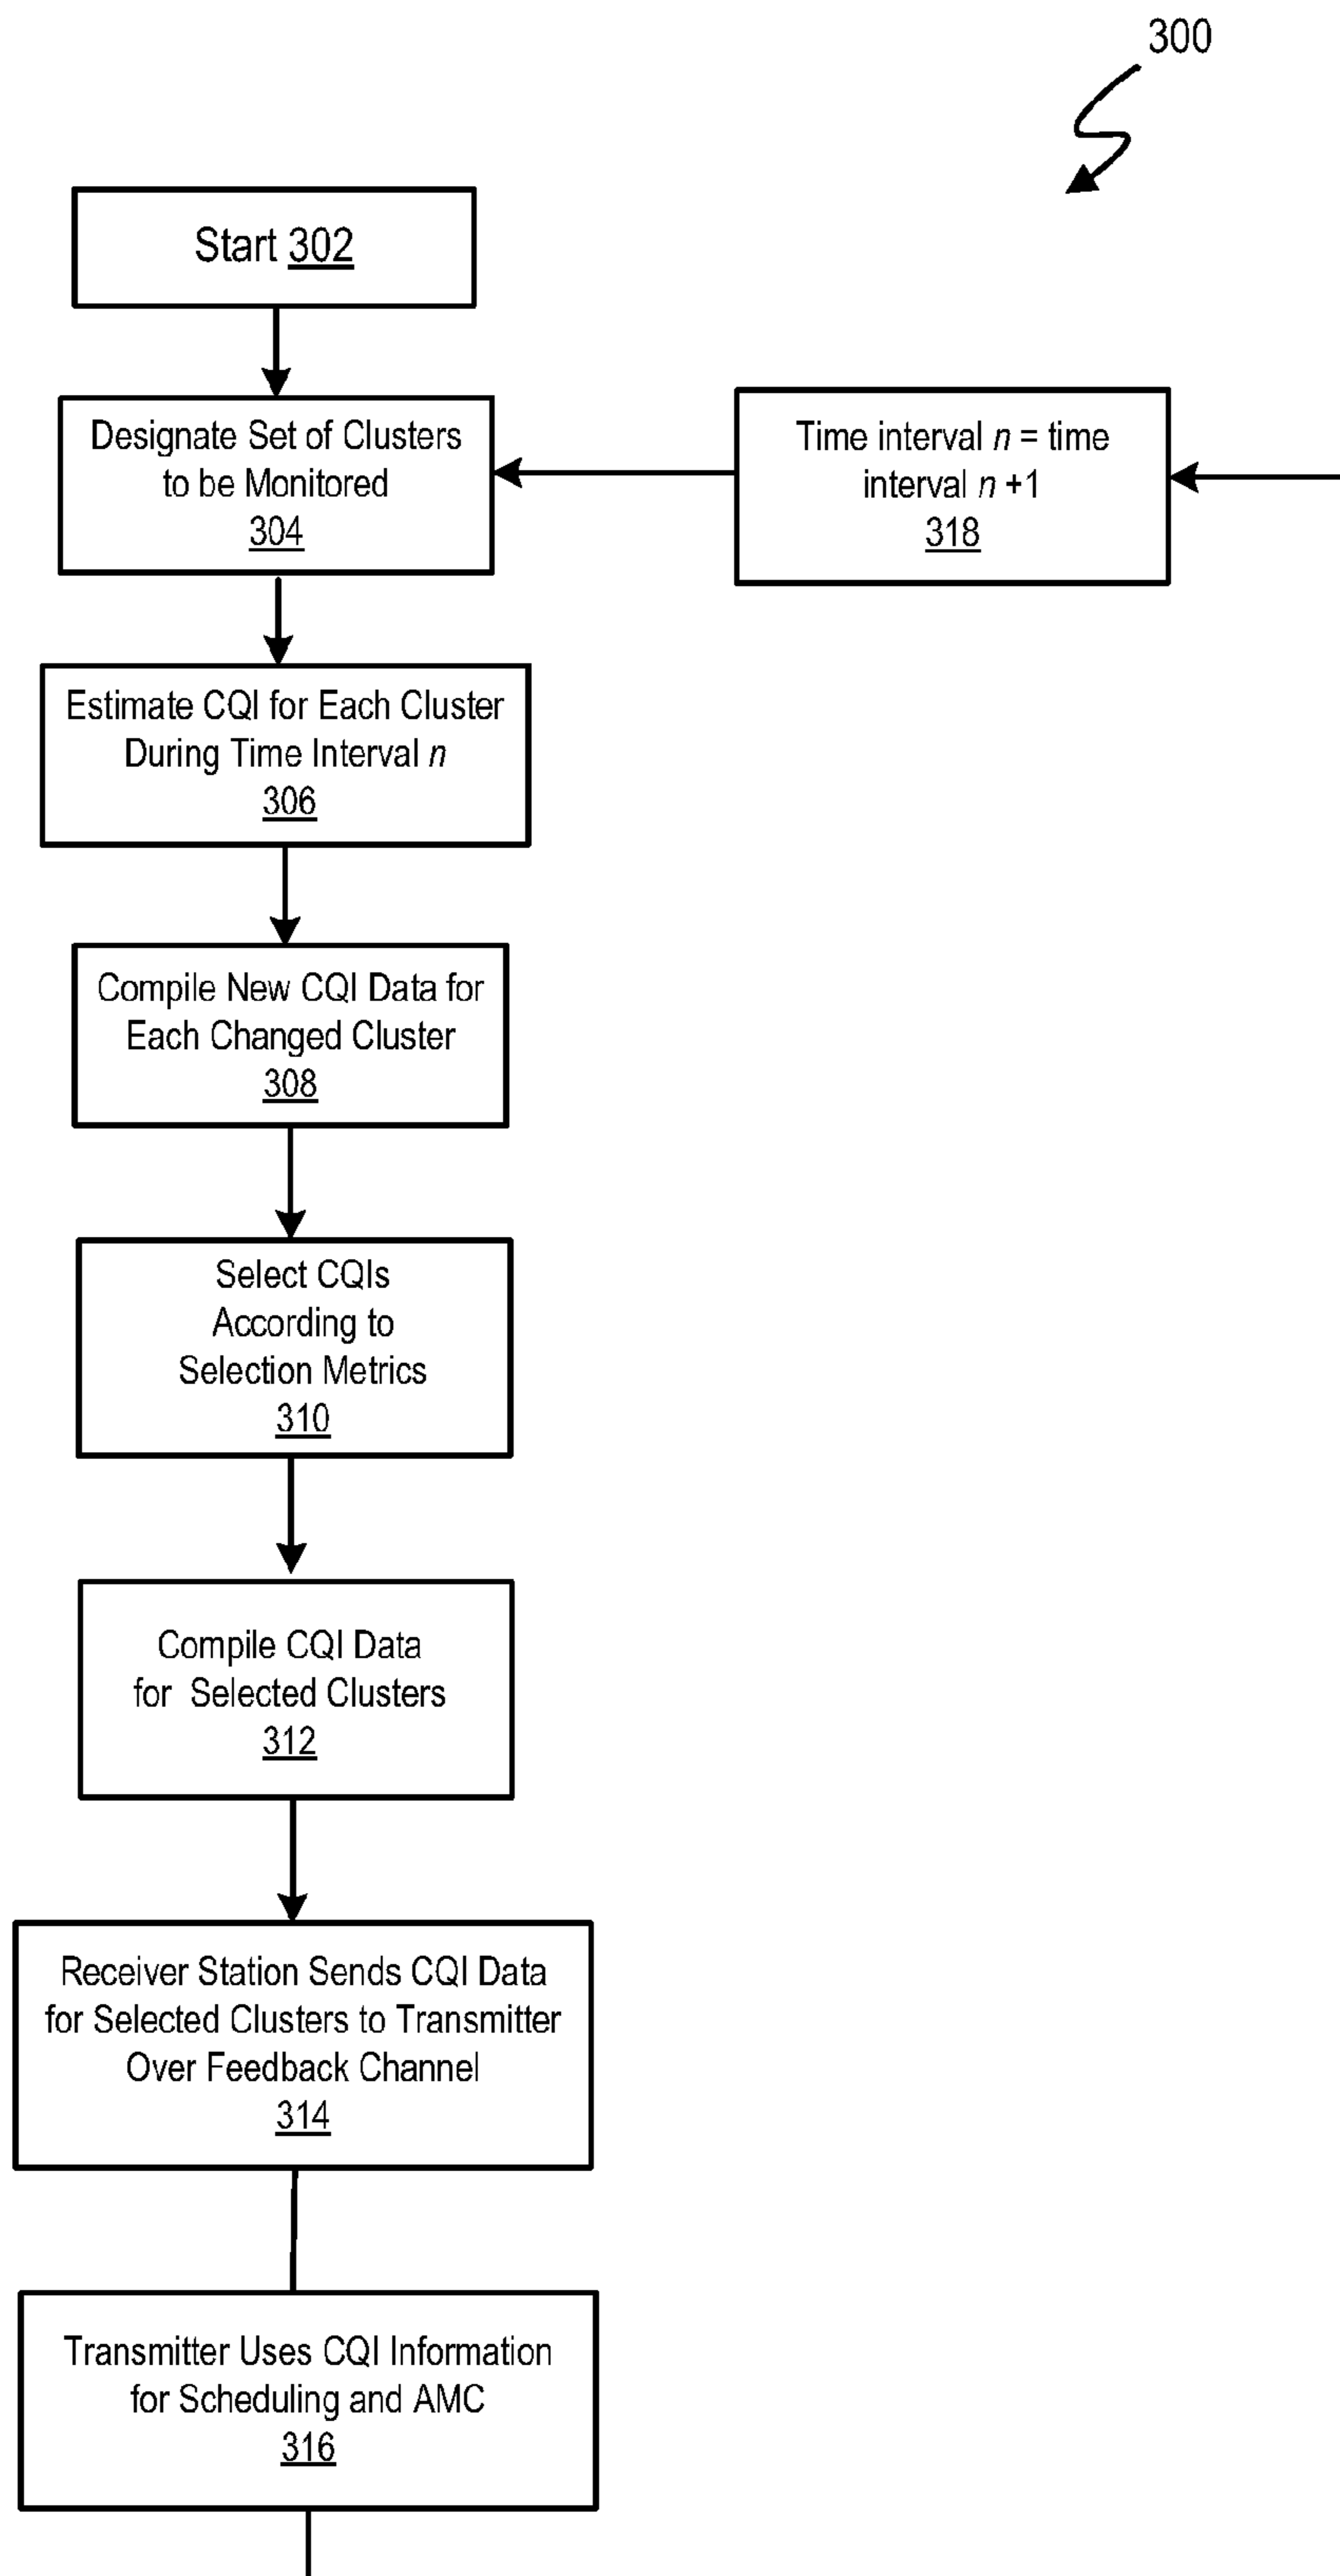 300
Start 302
Designate Set of Clusters
to be Monitored
304
Time interval n = time
interval n +1
318
Estimate CQI for Each Cluster
During Time Interval n
306
Compile New CQI Data for
Each Changed Cluster
308
Select CQIs
According to
Selection Metrics
310
Compile CQI Data
for Selected Clusters
312
Receiver Station Sends CQI Data
for Selected Clusters to Transmitter
Over Feedback Channel
314
Transmitter Uses CQI Information
for Scheduling and AMC
316